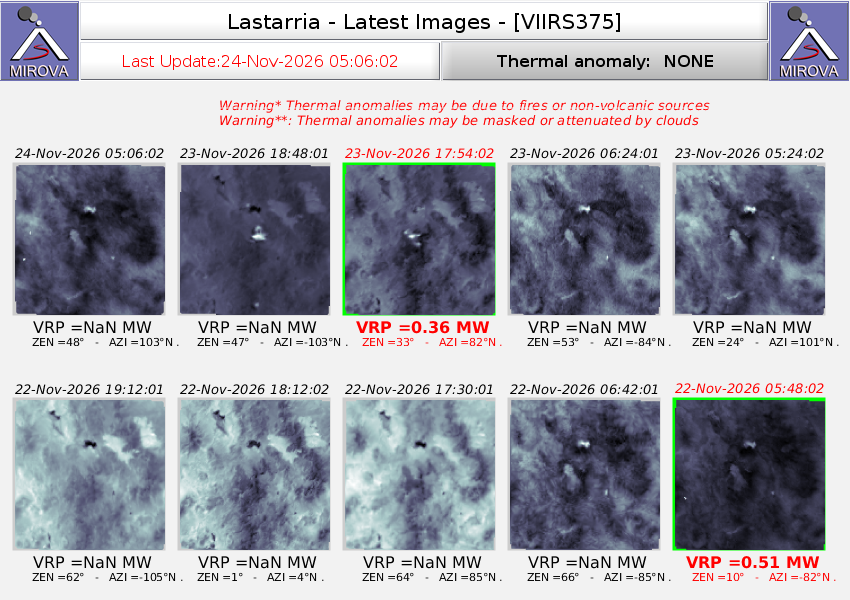 MIROVA
Lastarria - Latest Images - [VIIRS375]
MIROVA
Last Update:24-Nov-2026 05:06:02
Thermal anomaly: NONE
Warning* Thermal anomalies may be due to fires or non-volcanic sources
Warning**: Thermal anomalies may be masked or attenuated by clouds
24-Nov-2026 05:06:02 23-Nov-2026 18:48:01 23-Nov-2026 17:54:02 23-Nov-2026 06:24:01 23-Nov-2026 05:24:02
VRP =NaN MW VRP =NaN MW VRP =0.36 MW VRP =NaN MW VRP =NaN MW
ZEN =48° - AZI =103°N . ZEN =47° - AZI =-103°N . ZEN =33° - AZI =82°N . ZEN =53° - AZI =-84°N . ZEN =24° - AZI =101°N .
22-Nov-2026 19:12:01 22-Nov-2026 18:12:02 22-Nov-2026 17:30:01 22-Nov-2026 06:42:01 22-Nov-2026 05:48:02
VRP =NaN MW VRP =NaN MW VRP =NaN MW VRP =NaN MW VRP =0.51 MW
ZEN =62° - AZI =-105°N . ZEN =1° - AZI =4°N . ZEN =64° - AZI =85°N . ZEN =66° - AZI =-85°N . ZEN =10° - AZI =-82°N .